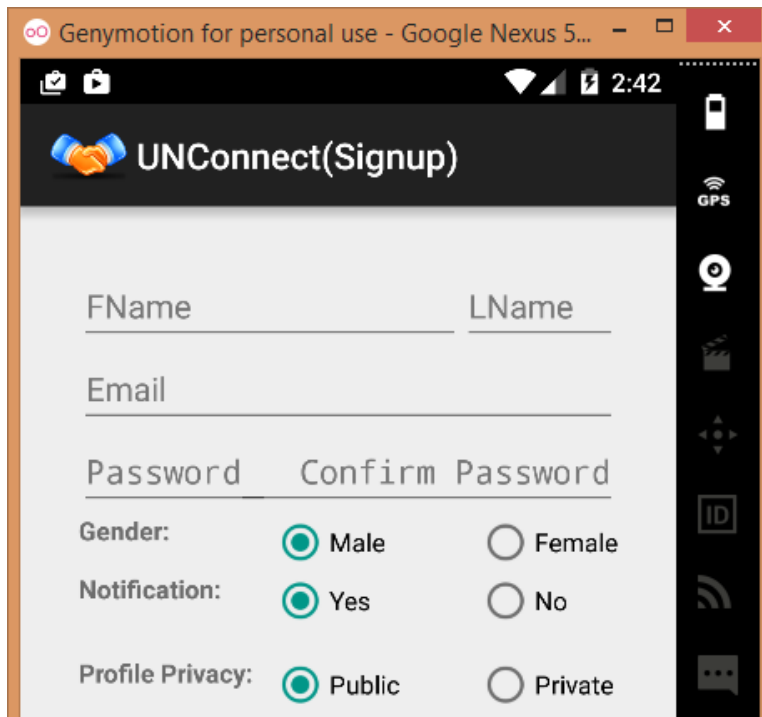 Genymotion for personal use - Google Nexus 5...
2:42
UNConnect(Signup)
GPS
FName LName
Email
Password Confirm Password
Gender: Male Female
Notification: Yes No
ID
Profile Privacy: Public Private